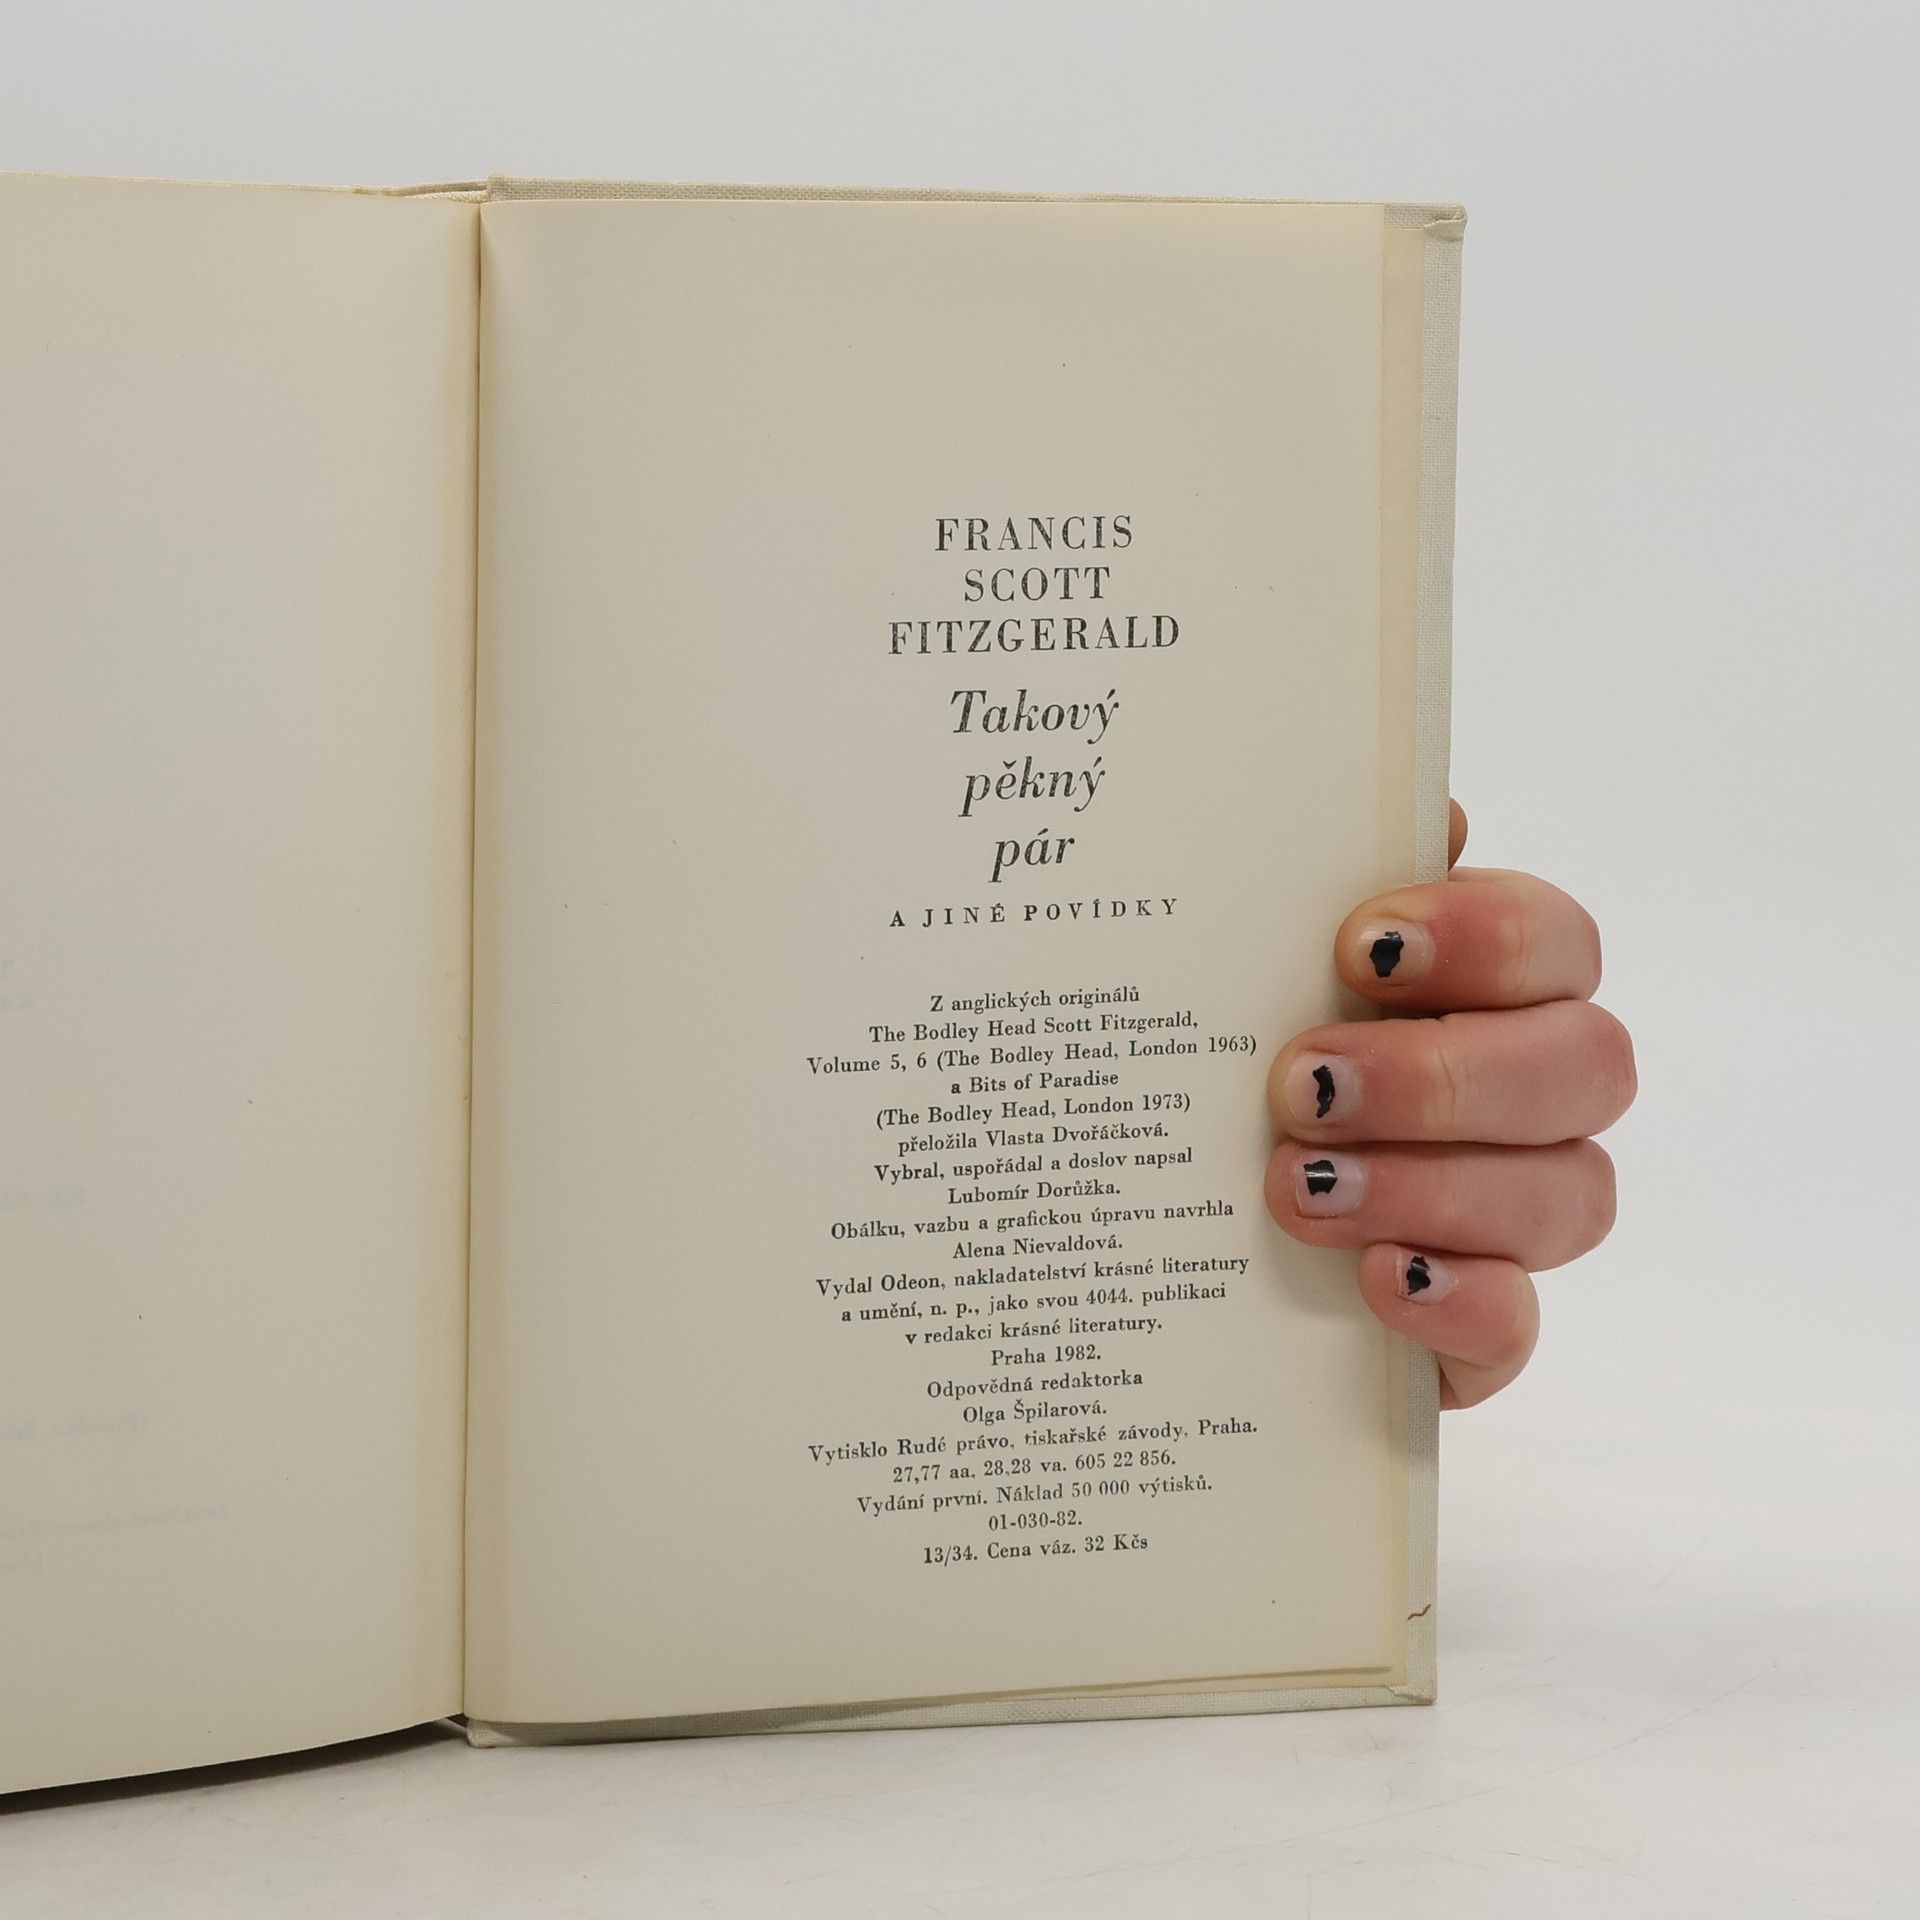 FRANCIS
SCOTT
FITZGERALD
Takový
pěkný
pár
A JINÉ POVÍDKY
Z anglických originálů
The Bodley Head Scott Fitzgerald,
Volume 5, 6 (The Bodley Head, London 1963)
a Bits of Paradise
(The Bodley Head, London 1973)
přeložila Vlasta Dvořáčková.
Vybral, uspořádal a doslov napsal
Lubomír Dorůžka.
Obálku, vazbu a grafickou úpravu navrhla
Alena Nievaldová.
Vydal Odeon, nakladatelství krásné literatury
a umění, n. p., jako svou 4044. publikaci
v redakci krásné literatury.
Praha 1982.
Odpovědná redaktorka
Olga Špilarová.
Vytisklo Rudé právo, tiskařské závody, Praha.
27,77 aa. 28,28 va. 605 22 856.
Vydání první. Náklad 50 000 výtisků.
01-030-82.
13/34. Cena váz. 32 Kčs